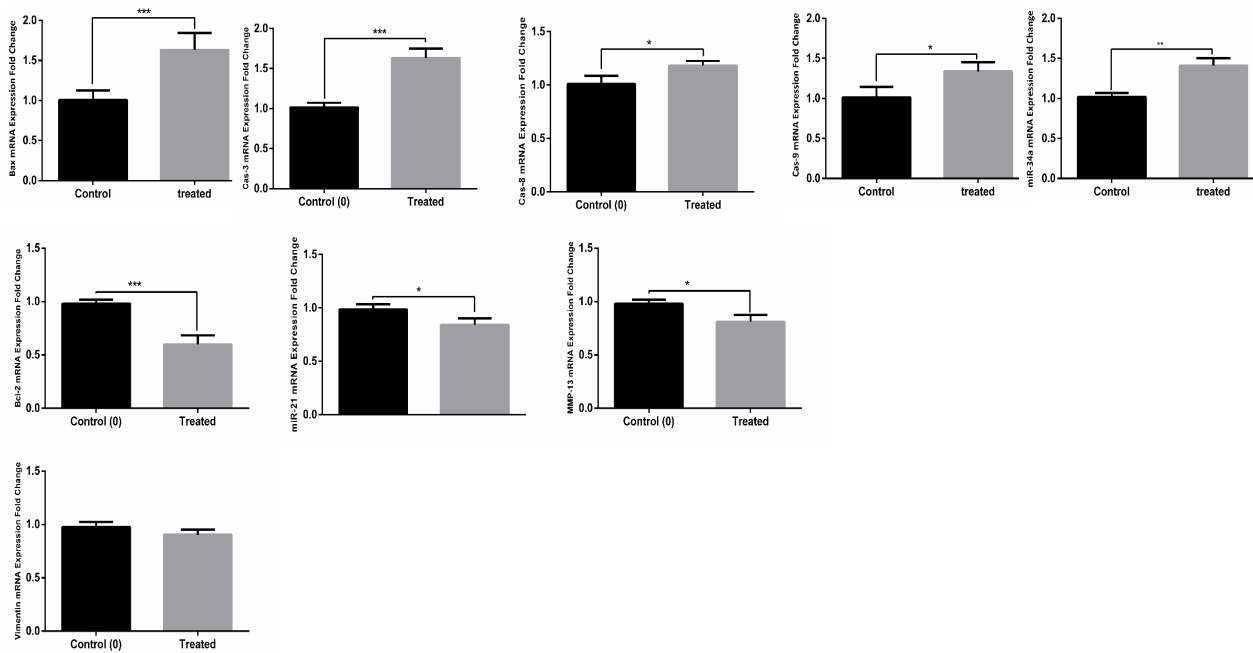 Bax mRNA Expression Fold Change
2.0
1.5
1.0
0.5
0.0
***
Control treated
Cas-3 mRNA Expression Fold Change
2.0
1.5
1.0
0.5
0.0
***
Control (0) Treated
Cas-8 mRNA Expression Fold Change
1.5
1.0
0.5
0.0
*
Control (0) Treated
Cas-9 mRNA Expression Fold Change
2.0
1.5
1.0
0.5
0.0
*
Control treated
miR-34a mRNA Expression Fold Change
2.0
1.5
1.0
0.5
0.0
**
Control treated
Bcl-2 mRNA Expression Fold Change
1.5
1.0
0.5
0.0
***
Control (0) Treated
miR-21 mRNA Expression Fold Change
1.5
1.0
0.5
0.0
*
MMP-13 mRNA Expression Fold Change
1.5
1.0
0.5
0.0
*
Control (0) Treated
Vimentin mRNA Expression Fold Change
1.5
1.0
0.5
0.0
Control (0) Treated